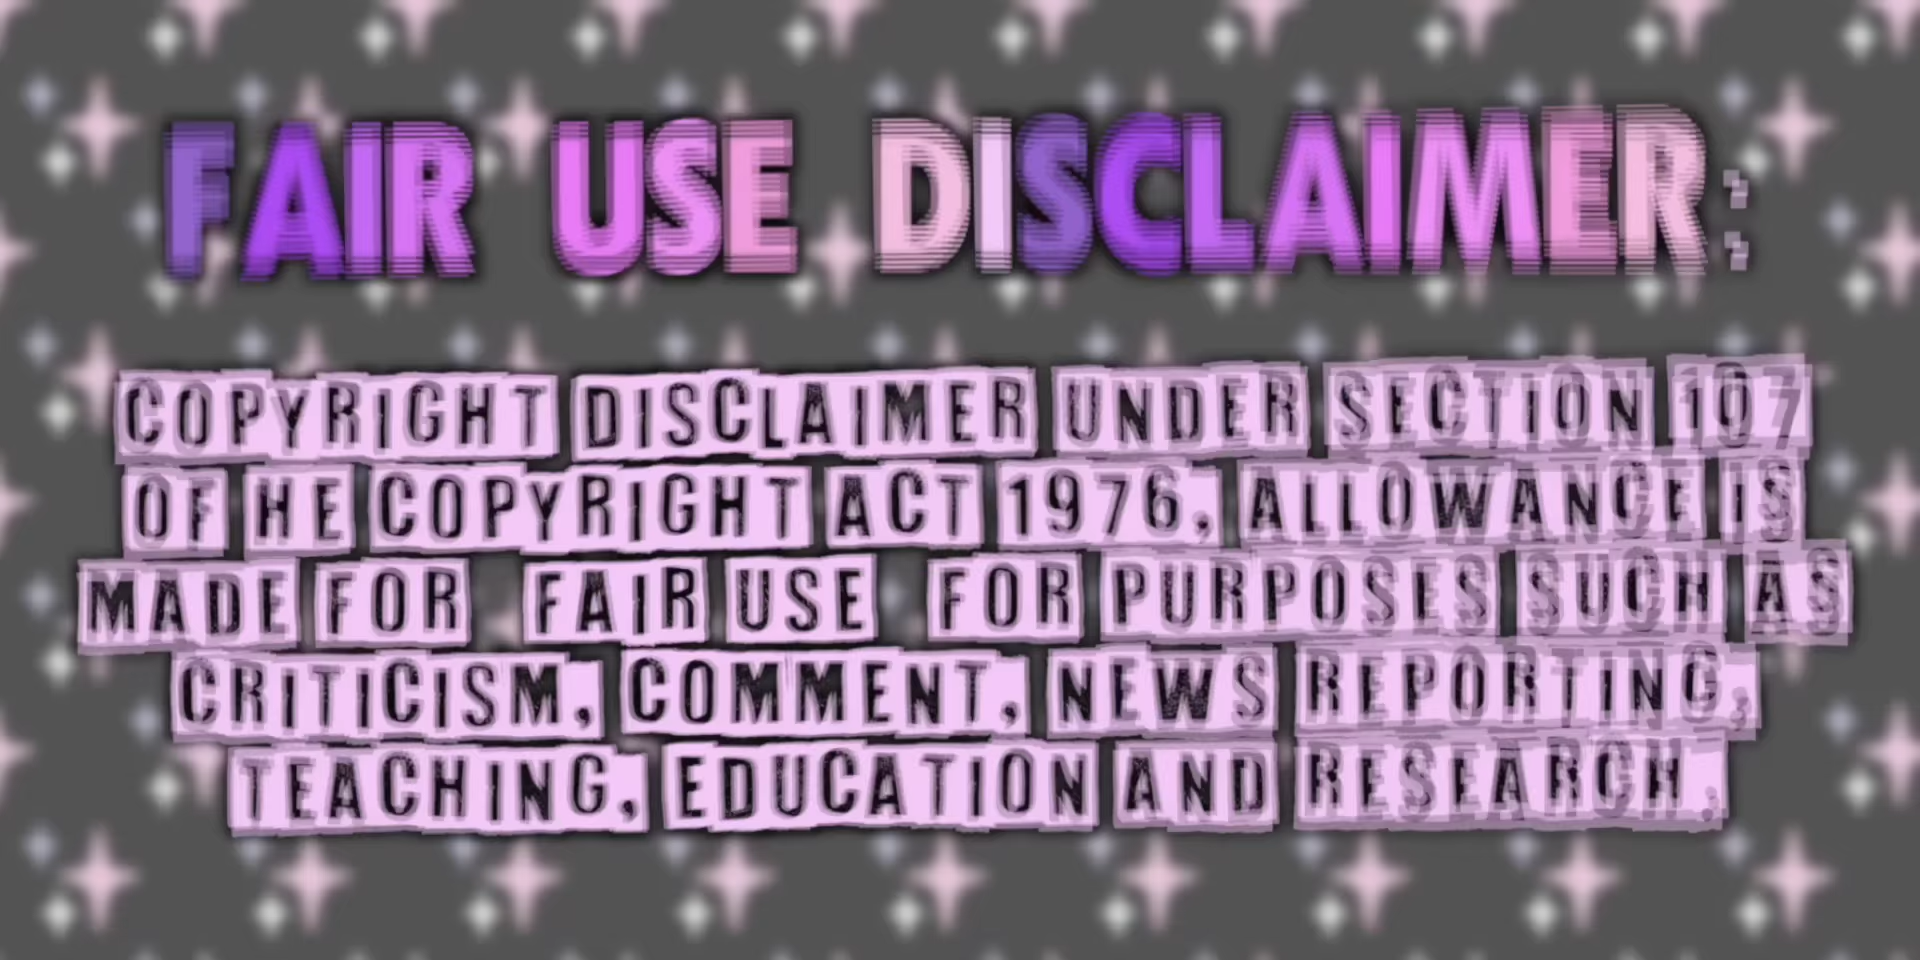 FAIR USE DISCLAIMER:
COPYRIGHT DISCLAIMER UNDER SECTION 107
OF HE COPYRIGHT ACT 1976, ALLOWANCE IS
MADE FOR FAIR USE FOR PURPOSES SUCH AS
CRITICISM, COMMENT, NEWS REPORTING,
TEACHING, EDUCATION AND RESEARCH.